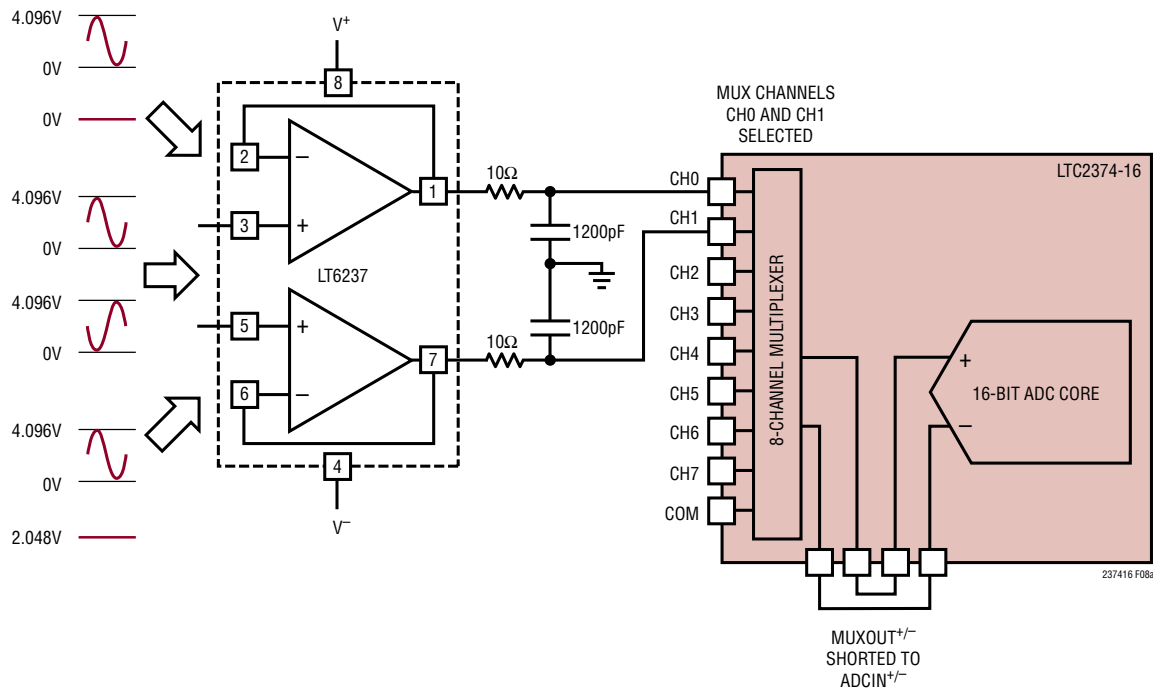 4.096V
0V
0V
4.096V
0V
4.096V
0V
4.096V
0V
2.048V
V+
8
2
−
1
3
+
LT6237
5
+
7
6
−
4
V−
10Ω
1200pF
1200pF
10Ω
MUX CHANNELS
CH0 AND CH1
SELECTED
LTC2374-16
CH0
CH1
CH2
CH3
CH4
CH5
CH6
CH7
COM
8-CHANNEL MULTIPLEXER
+
16-BIT ADC CORE
−
237416 F08a
MUXOUT+/−
SHORTED TO
ADCIN+/−